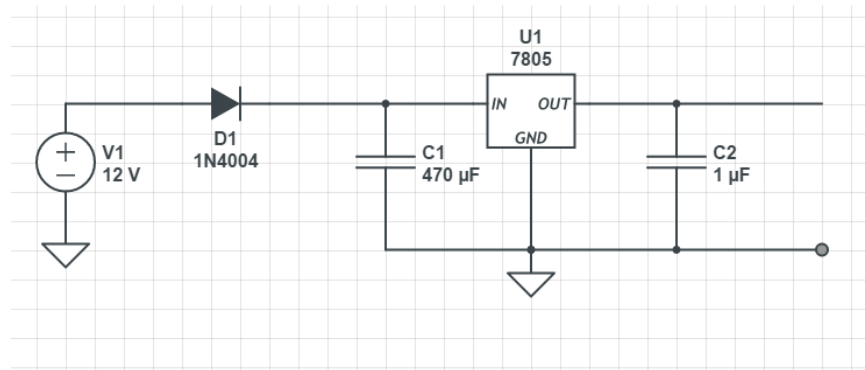 U1
7805
IN OUT
GND
D1
1N4004
V1
12 V
C1
470 µF
C2
1 µF